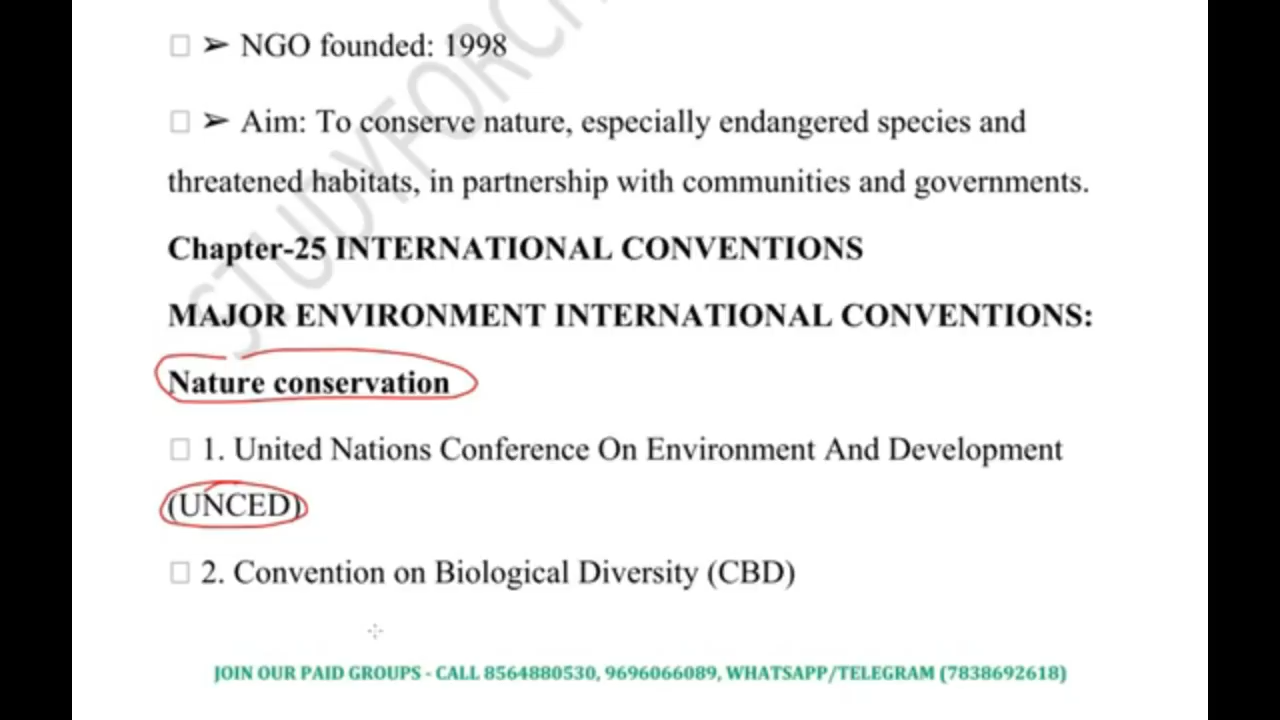 ➢ NGO founded: 1998
➢ Aim: To conserve nature, especially endangered species and
threatened habitats, in partnership with communities and governments.
Chapter-25 INTERNATIONAL CONVENTIONS
MAJOR ENVIRONMENT INTERNATIONAL CONVENTIONS:
Nature conservation
1. United Nations Conference On Environment And Development
(UNCED)
2. Convention on Biological Diversity (CBD)
JOIN OUR PAID GROUPS - CALL 8564880530, 9696066089, WHATSAPP/TELEGRAM (7838692618)